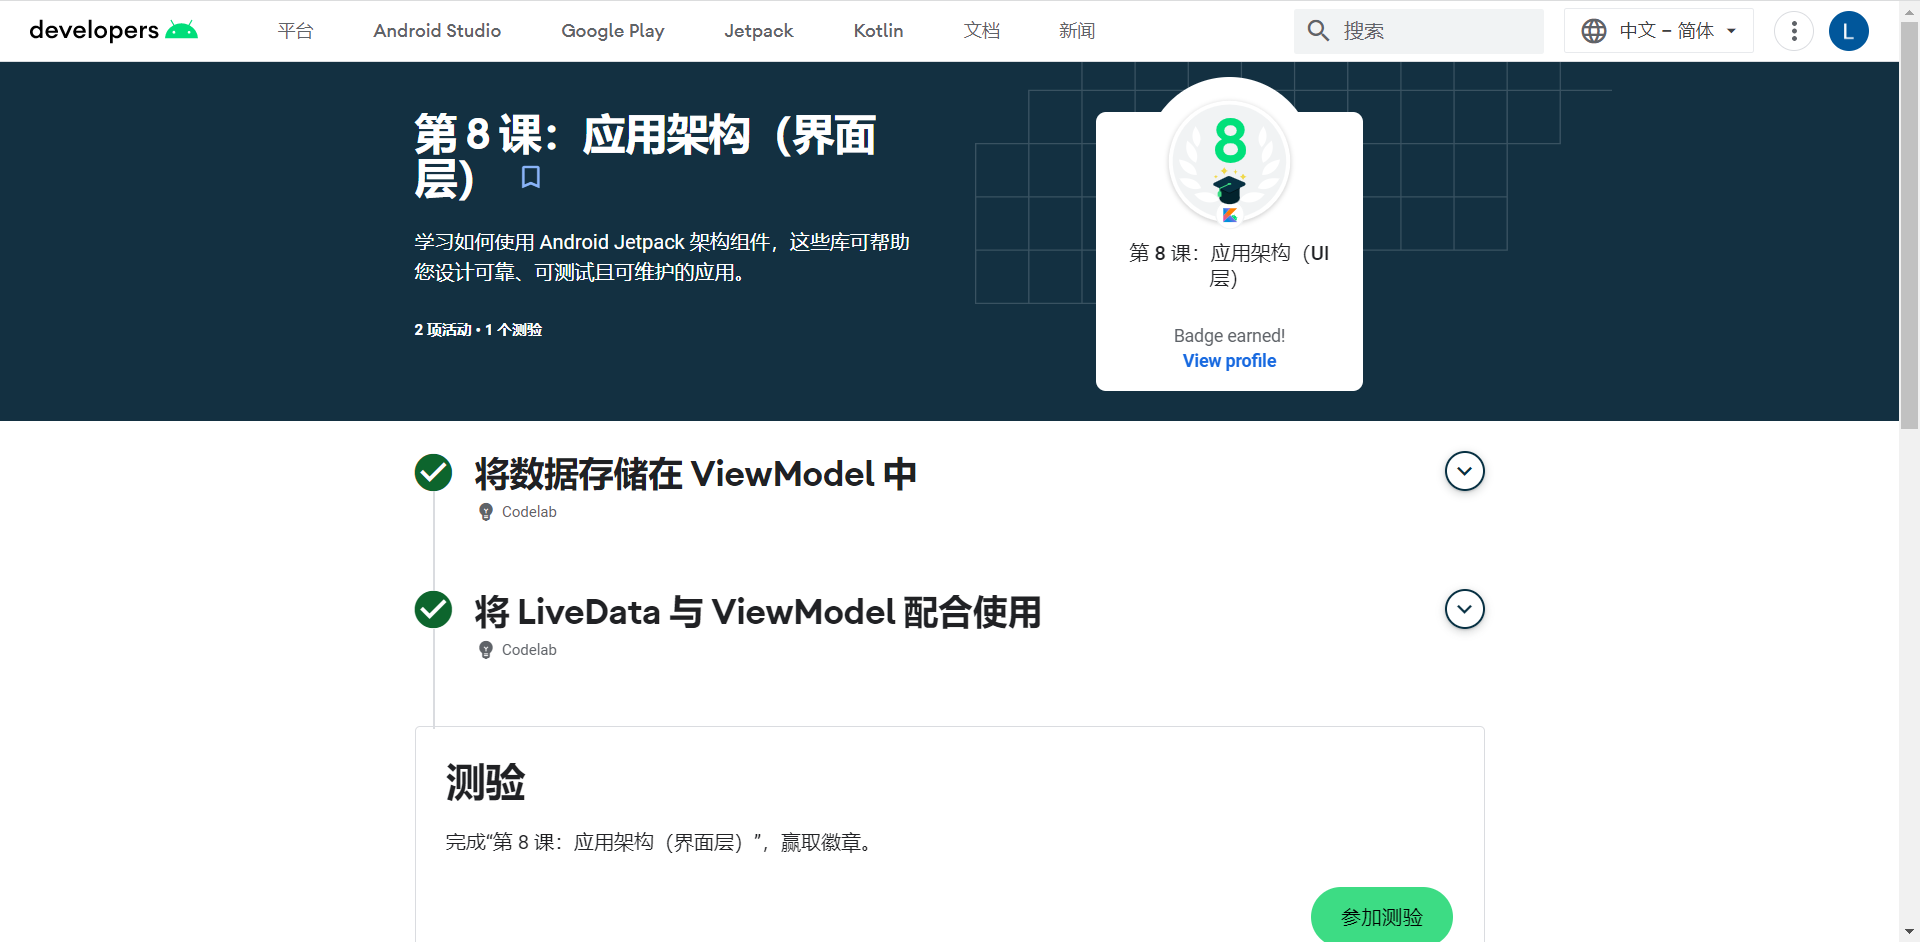 developers
平台
Android Studio
Google Play
Jetpack
Kotlin
文档
新闻
搜索
中文 – 简体
L
第 8 课：应用架构（界面
层)
学习如何使用 Android Jetpack 架构组件，这些库可帮助
您设计可靠、可测试且可维护的应用。
2 项活动 • 1 个测验
8
第 8 课：应用架构（UI
层）
Badge earned!
View profile
将数据存储在 ViewModel 中
Codelab
将 LiveData 与 ViewModel 配合使用
Codelab
测验
完成“第 8 课：应用架构（界面层）”，赢取徽章。
参加测验